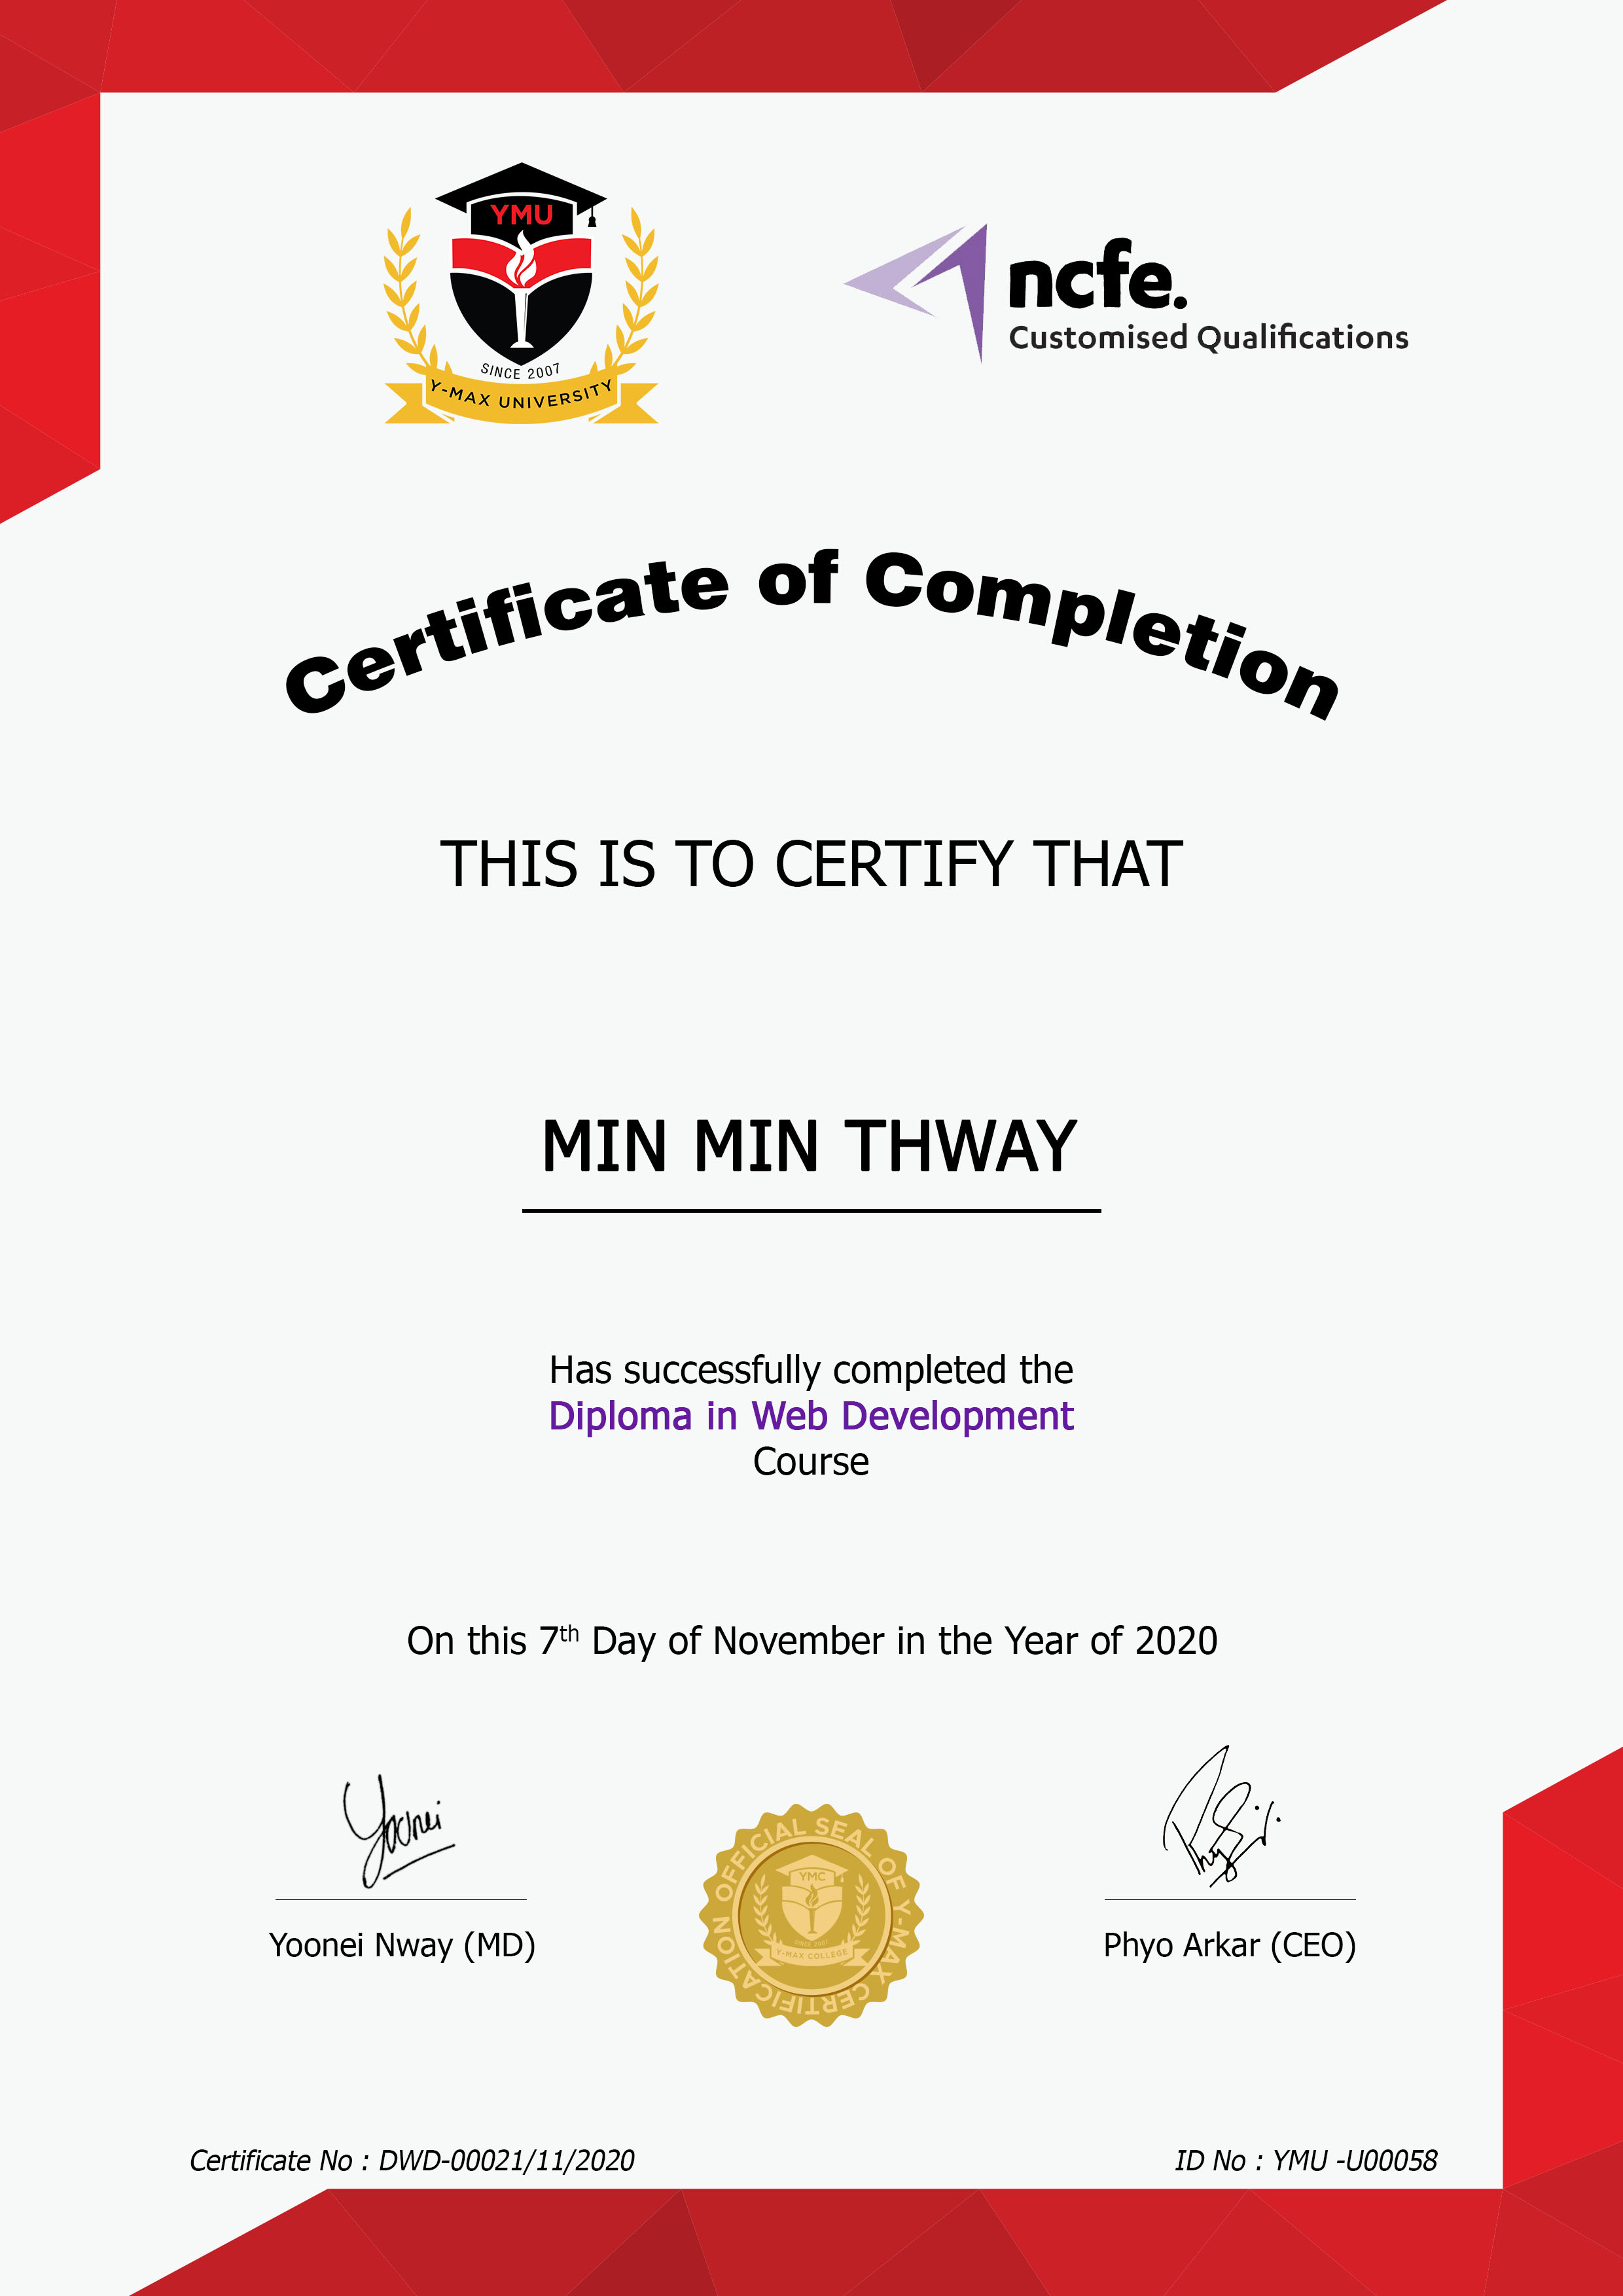 YMU
SINCE 2007
Y-MAX UNIVERSITY
ncfe.
Customised Qualifications
Certificate of Completion
THIS IS TO CERTIFY THAT
MIN MIN THWAY
Has successfully completed the
Diploma in Web Development
Course
On this 7th Day of November in the Year of 2020
Yoonei
Yoonei Nway (MD)
OFFICIAL SEAL OF Y-MAX CERTIFICATION
YMC
SINCE 2007
Y-MAX COLLEGE
Phyo Arkar (CEO)
Certificate No : DWD-00021/11/2020
ID No : YMU -U00058